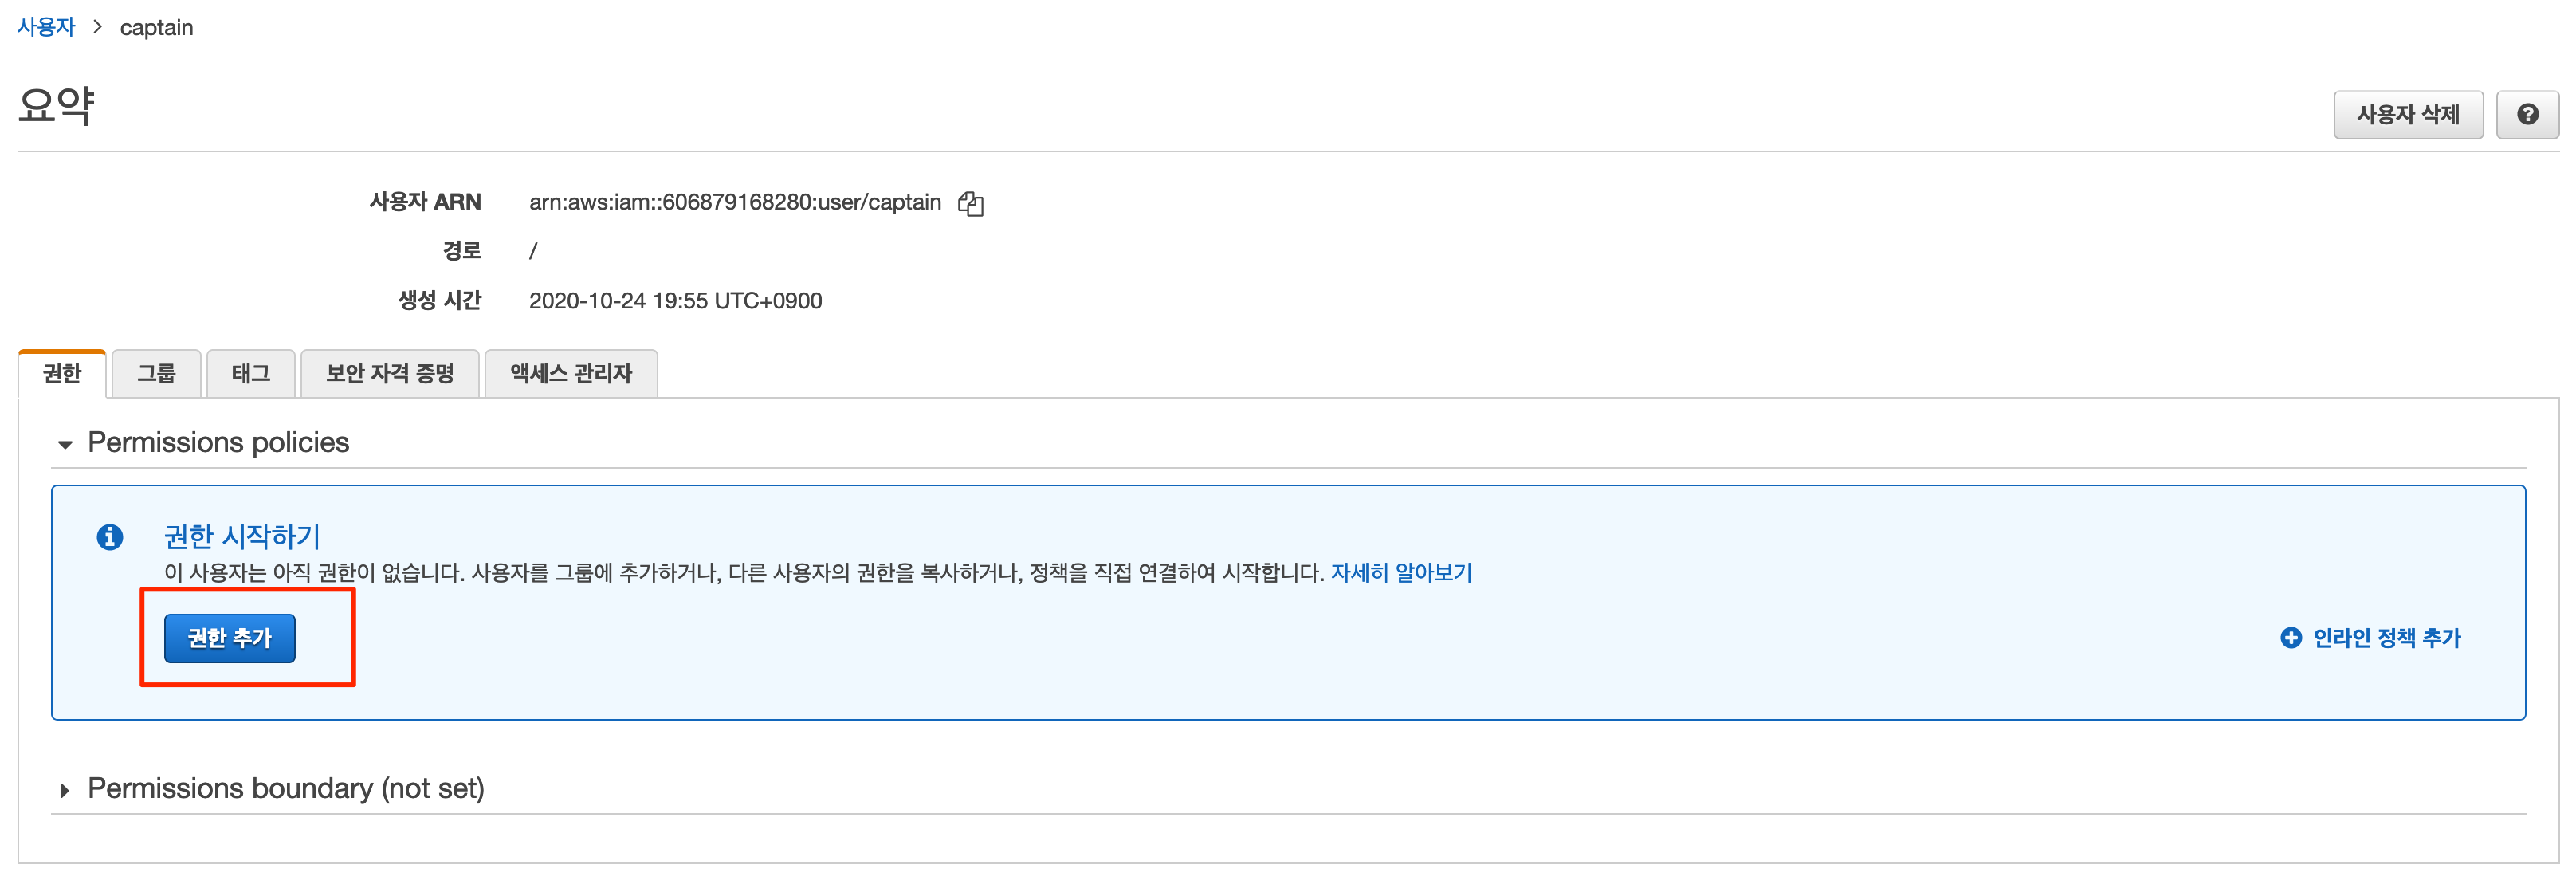 사용자 > captain
요약
사용자 삭제
사용자 ARN arn:aws:iam::606879168280:user/captain
경로 /
생성 시간 2020-10-24 19:55 UTC+0900
권한 그룹 태그 보안 자격 증명 액세스 관리자
Permissions policies
권한 시작하기
이 사용자는 아직 권한이 없습니다. 사용자를 그룹에 추가하거나, 다른 사용자의 권한을 복사하거나, 정책을 직접 연결하여 시작합니다. 자세히 알아보기
권한 추가
인라인 정책 추가
Permissions boundary (not set)